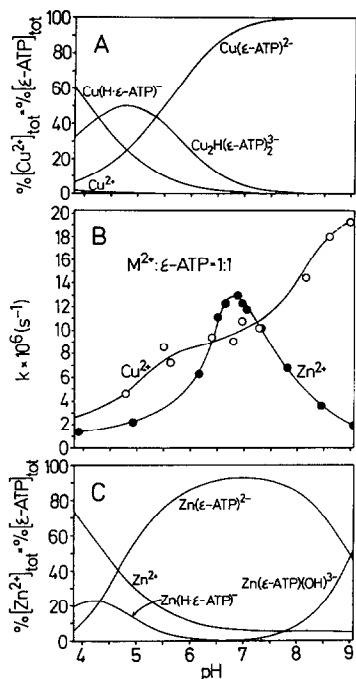 A
100
80
60
40
20
0
%[Cu²⁺]tot=%[ε-ATP]tot
Cu(ε-ATP)²⁻
Cu(H·ε-ATP)⁻
Cu₂H(ε-ATP)₂³⁻
Cu²⁺
B
20
18
16
14
12
10
8
6
4
2
0
k×10⁶(s⁻¹)
M²⁺:ε-ATP=1:1
Cu²⁺
Zn²⁺
C
100
80
60
40
20
0
%[Zn²⁺]tot=%[ε-ATP]tot
Zn(ε-ATP)²⁻
Zn²⁺
Zn(ε-ATP)(OH)³⁻
Zn(H·ε-ATP)⁻
4 5 6 7 8 9
pH